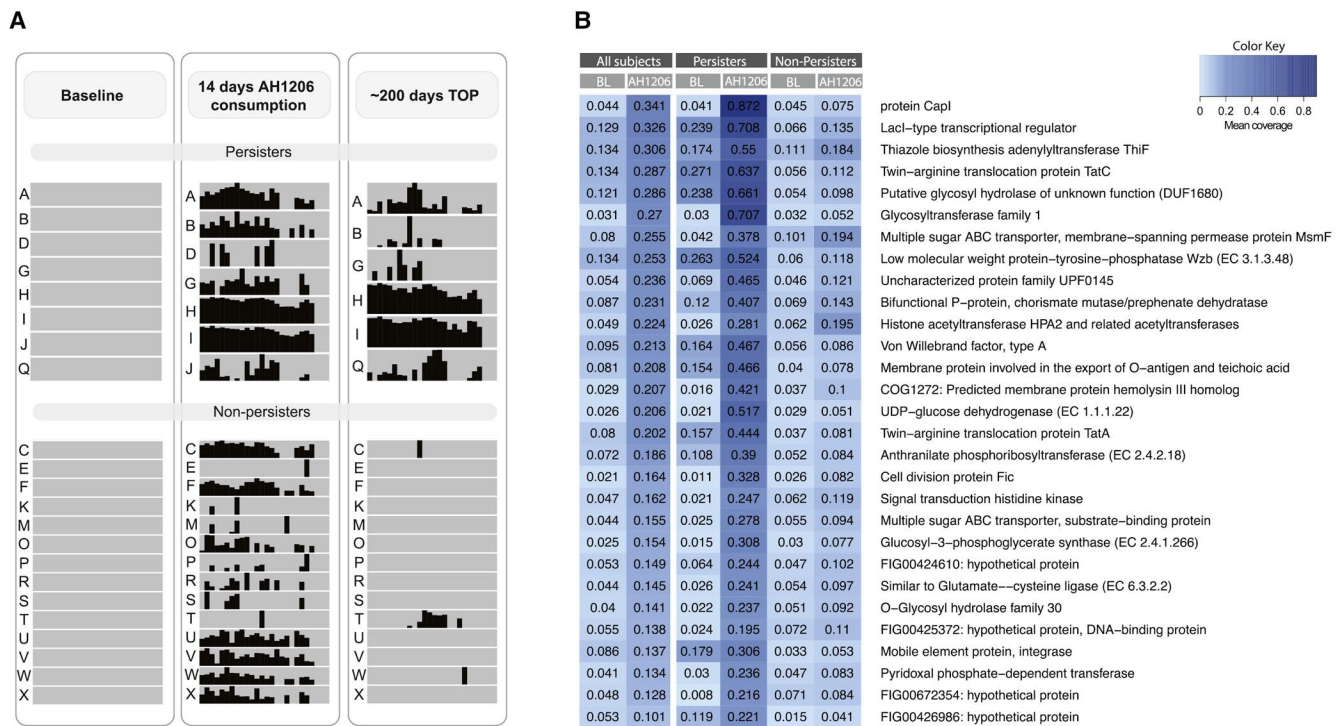 A
B
Baseline
14 days AH1206
consumption
~200 days TOP
Persisters
A
B
D
G
H
I
J
Q
A
B
D
G
H
I
J
A
B
G
H
I
Q
Non-persisters
C
E
F
K
M
O
P
R
S
T
U
V
W
X
C
E
F
K
M
O
P
R
S
T
U
V
W
X
C
E
F
K
M
O
P
R
S
T
U
V
W
X
All subjects Persisters Non-Persisters
BL AH1206 BL AH1206 BL AH1206
Color Key
0 0.2 0.4 0.6 0.8
Mean coverage
0.044 0.341 0.041 0.872 0.045 0.075 protein CapI
0.129 0.326 0.239 0.708 0.066 0.135 LacI−type transcriptional regulator
0.134 0.306 0.174 0.55 0.111 0.184 Thiazole biosynthesis adenylyltransferase ThiF
0.134 0.287 0.271 0.637 0.056 0.112 Twin−arginine translocation protein TatC
0.121 0.286 0.238 0.661 0.054 0.098 Putative glycosyl hydrolase of unknown function (DUF1680)
0.031 0.27 0.03 0.707 0.032 0.052 Glycosyltransferase family 1
0.08 0.255 0.042 0.378 0.101 0.194 Multiple sugar ABC transporter, membrane−spanning permease protein MsmF
0.134 0.253 0.263 0.524 0.06 0.118 Low molecular weight protein−tyrosine−phosphatase Wzb (EC 3.1.3.48)
0.054 0.236 0.069 0.465 0.046 0.121 Uncharacterized protein family UPF0145
0.087 0.231 0.12 0.407 0.069 0.143 Bifunctional P−protein, chorismate mutase/prephenate dehydratase
0.049 0.224 0.026 0.281 0.062 0.195 Histone acetyltransferase HPA2 and related acetyltransferases
0.095 0.213 0.164 0.467 0.056 0.086 Von Willebrand factor, type A
0.081 0.208 0.154 0.466 0.04 0.078 Membrane protein involved in the export of O−antigen and teichoic acid
0.029 0.207 0.016 0.421 0.037 0.1 COG1272: Predicted membrane protein hemolysin III homolog
0.026 0.206 0.021 0.517 0.029 0.051 UDP−glucose dehydrogenase (EC 1.1.1.22)
0.08 0.202 0.157 0.444 0.037 0.081 Twin−arginine translocation protein TatA
0.072 0.186 0.108 0.39 0.052 0.084 Anthranilate phosphoribosyltransferase (EC 2.4.2.18)
0.021 0.164 0.011 0.328 0.026 0.082 Cell division protein Fic
0.047 0.162 0.021 0.247 0.062 0.119 Signal transduction histidine kinase
0.044 0.155 0.025 0.278 0.055 0.094 Multiple sugar ABC transporter, substrate−binding protein
0.025 0.154 0.015 0.308 0.03 0.077 Glucosyl−3−phosphoglycerate synthase (EC 2.4.1.266)
0.053 0.149 0.064 0.244 0.047 0.102 FIG00424610: hypothetical protein
0.044 0.145 0.026 0.241 0.054 0.097 Similar to Glutamate−−cysteine ligase (EC 6.3.2.2)
0.04 0.141 0.022 0.237 0.051 0.092 O−Glycosyl hydrolase family 30
0.055 0.138 0.024 0.195 0.072 0.11 FIG00425372: hypothetical protein, DNA−binding protein
0.086 0.137 0.179 0.306 0.033 0.053 Mobile element protein, integrase
0.041 0.134 0.03 0.236 0.047 0.083 Pyridoxal phosphate−dependent transferase
0.048 0.128 0.008 0.216 0.071 0.084 FIG00672354: hypothetical protein
0.053 0.101 0.119 0.221 0.015 0.041 FIG00426986: hypothetical protein